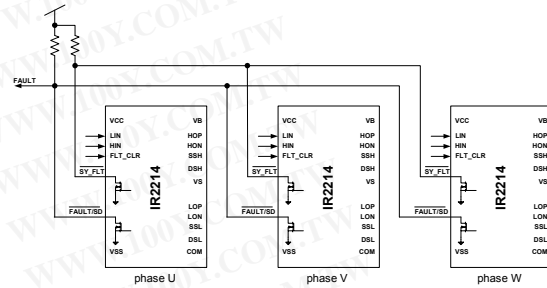 WWW.100Y.COM.TW
FAULT
VCC
LIN
HIN
FLT_CLR
SY_FLT
FAULT/SD
VSS
IR2214
VB
HOP
HON
SSH
DSH
VS
LOP
LON
SSL
DSL
COM
phase U
VCC
LIN
HIN
FLT_CLR
SY_FLT
FAULT/SD
VSS
IR2214
VB
HOP
HON
SSH
DSH
VS
LOP
LON
SSL
DSL
COM
phase V
VCC
LIN
HIN
FLT_CLR
SY_FLT
FAULT/SD
VSS
IR2214
VB
HOP
HON
SSH
DSH
VS
LOP
LON
SSL
DSL
COM
phase W